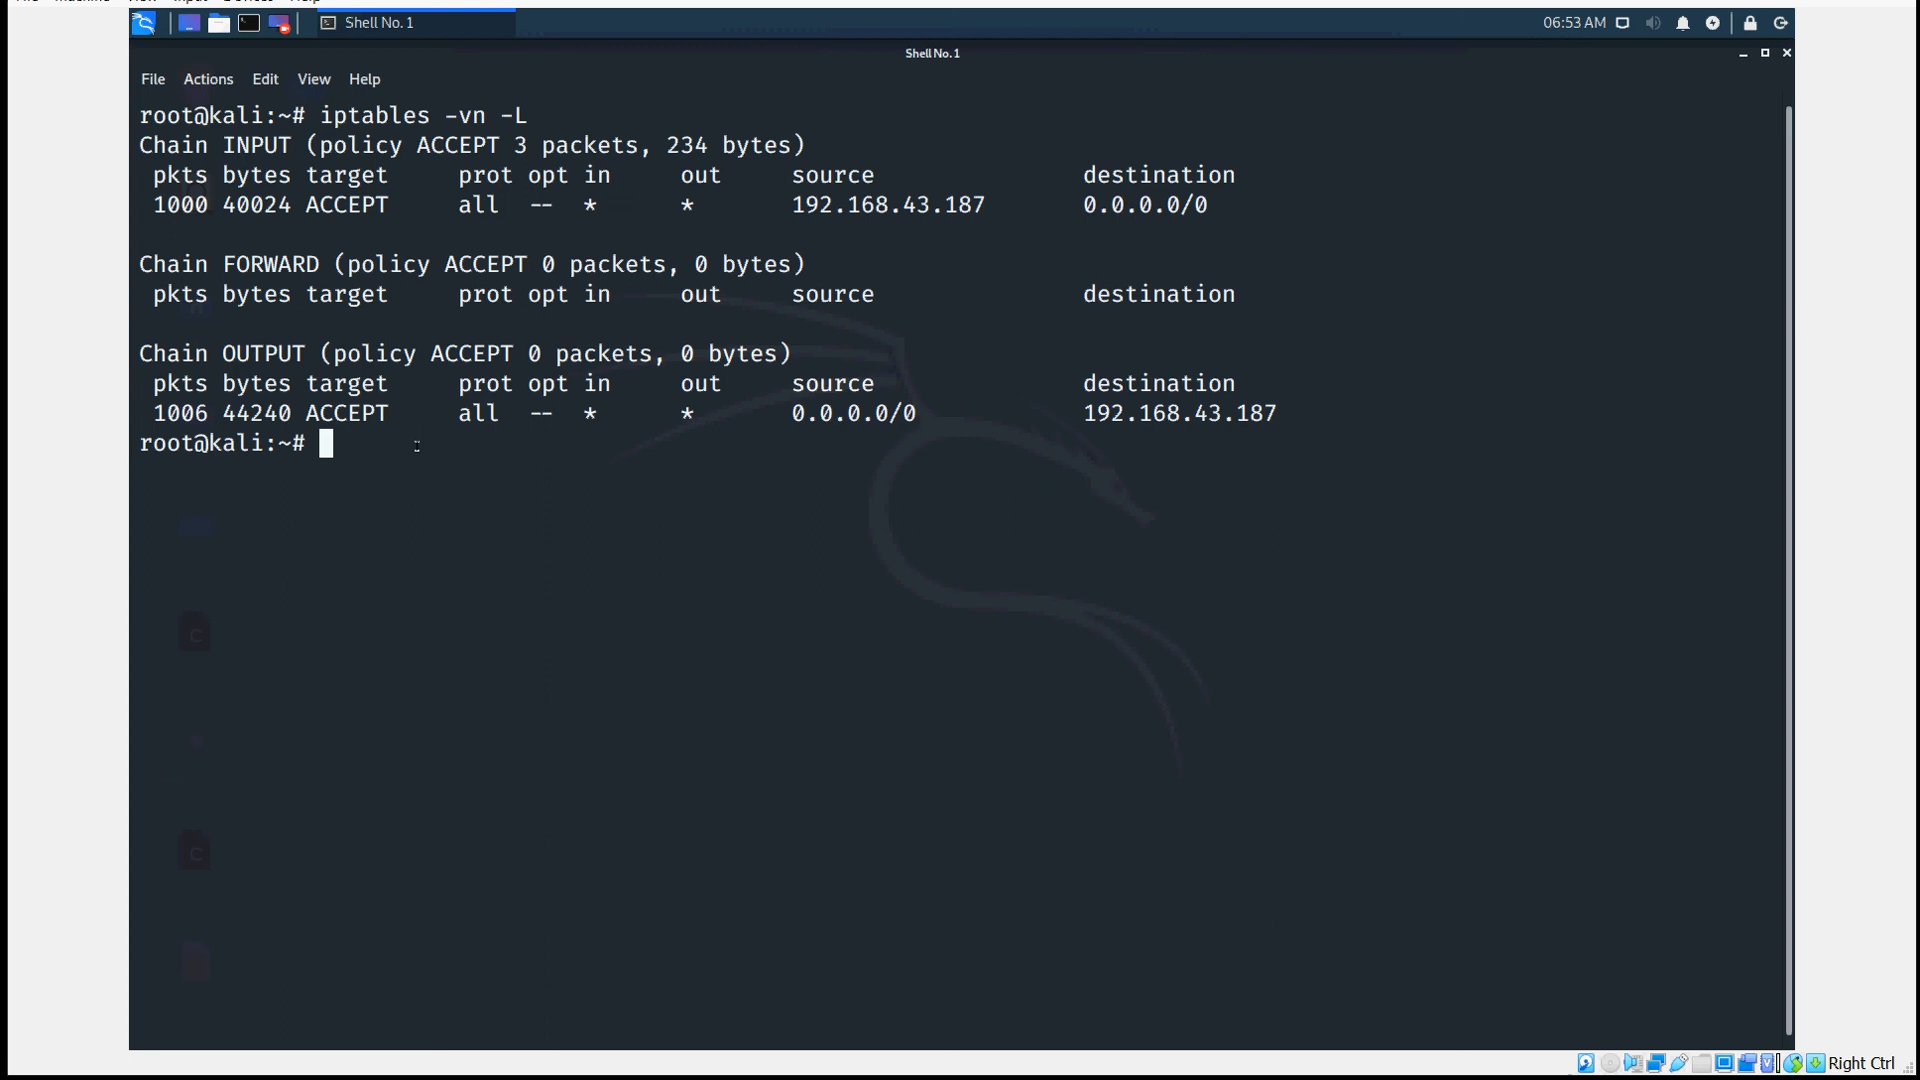 Shell No. 1
06:53 AM
Shell No. 1
File Actions Edit View Help
root@kali:~# iptables -vn -L
Chain INPUT (policy ACCEPT 3 packets, 234 bytes)
pkts bytes target prot opt in out source destination
1000 40024 ACCEPT all -- * * 192.168.43.187 0.0.0.0/0
Chain FORWARD (policy ACCEPT 0 packets, 0 bytes)
pkts bytes target prot opt in out source destination
Chain OUTPUT (policy ACCEPT 0 packets, 0 bytes)
pkts bytes target prot opt in out source destination
1006 44240 ACCEPT all -- * * 0.0.0.0/0 192.168.43.187
root@kali:~#
Right Ctrl